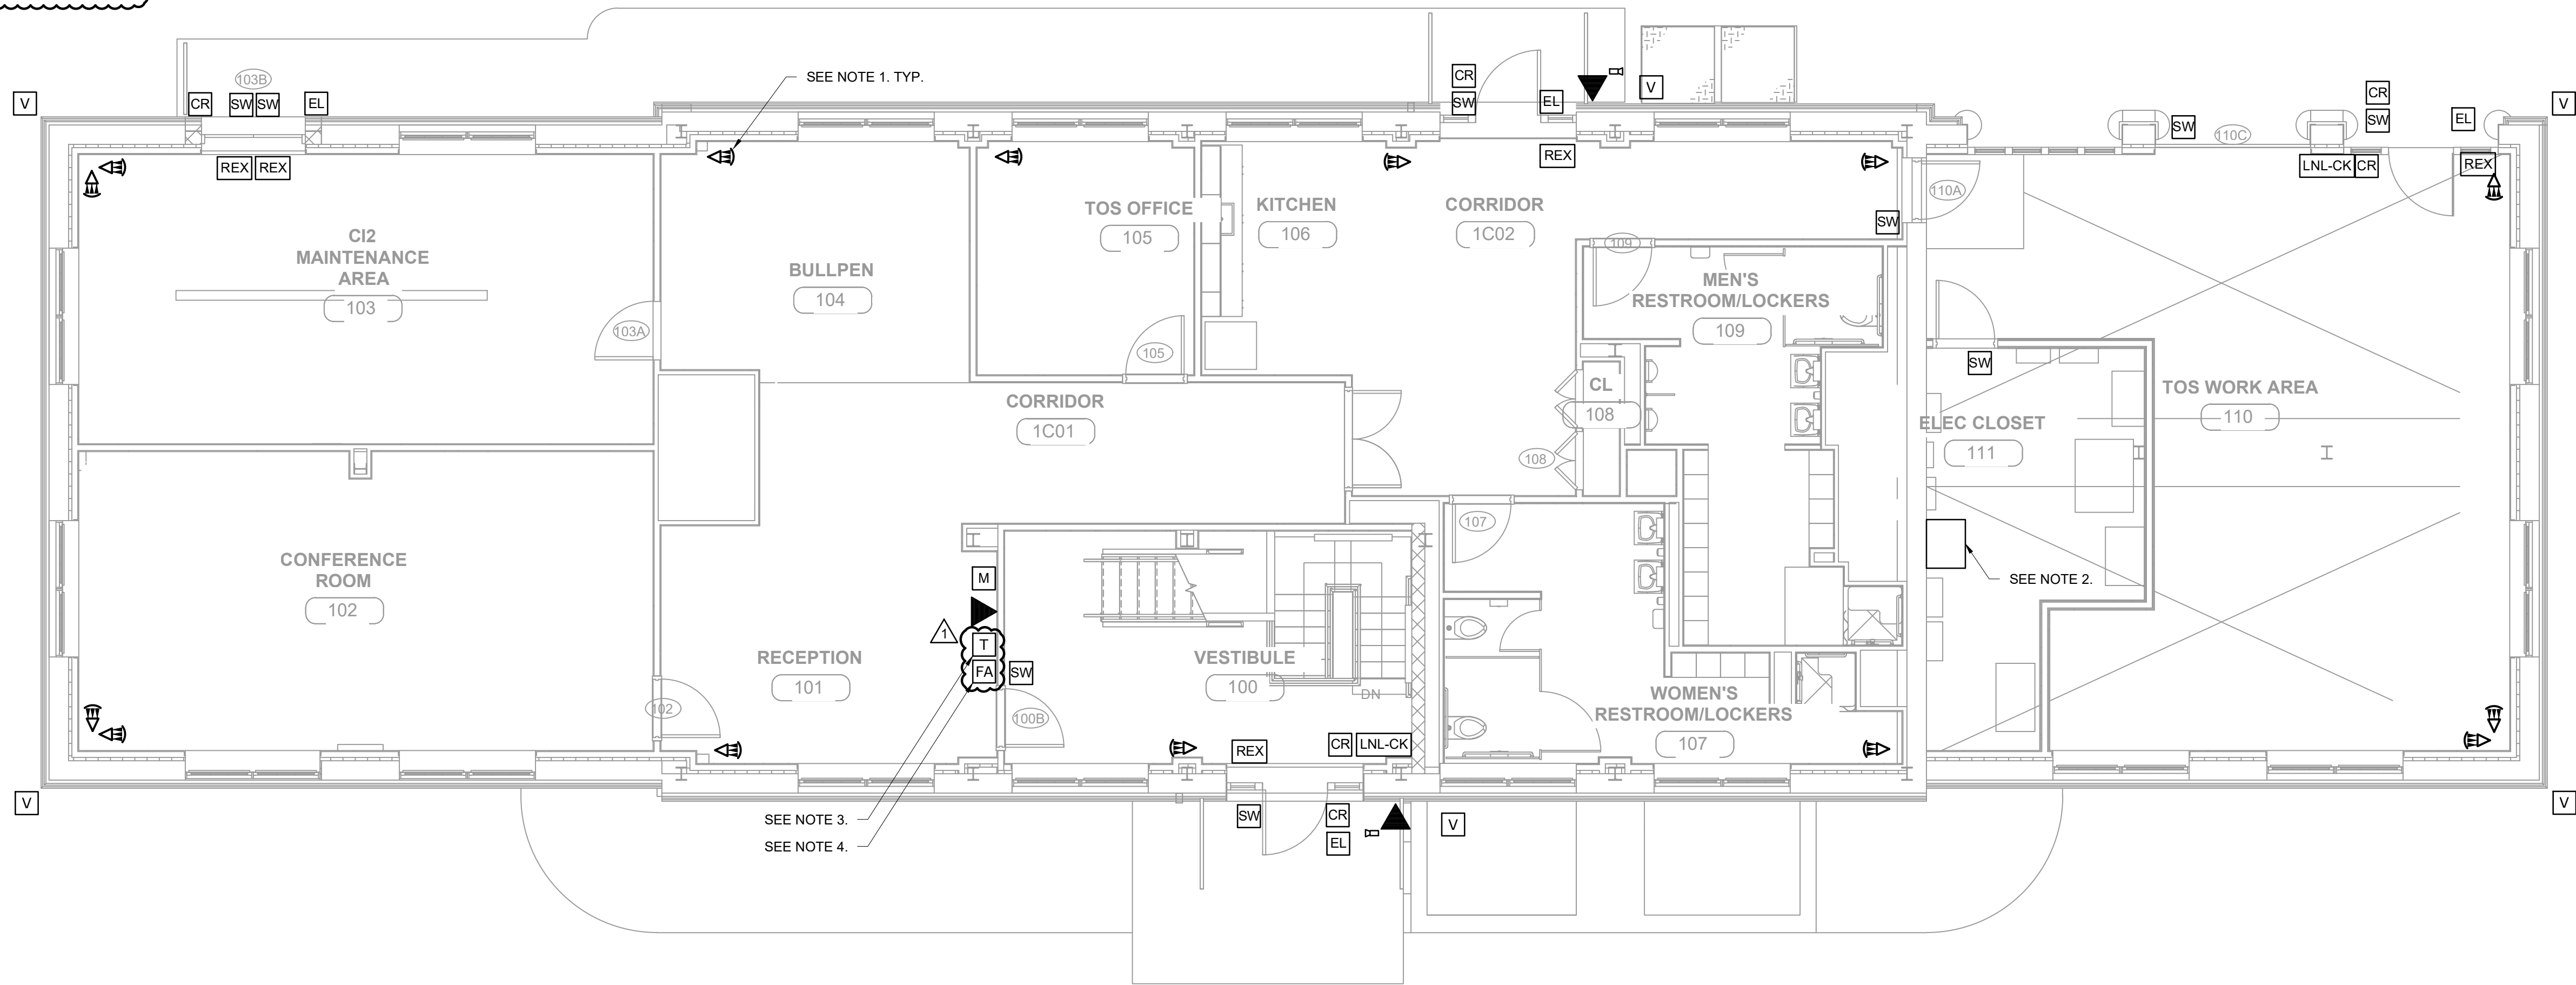 SEE NOTE 1. TYP.
CR
103B
SW
SW
EL
V
CR
SW
EL
V
CR
SW
EL
V
V
SW
110C
LNL-CK
CR
REX
REX
REX
REX
110A
SW
CI2
MAINTENANCE
AREA
103
103A
BULLPEN
104
TOS OFFICE
105
105
KITCHEN
106
CORRIDOR
1C02
109
MEN'S
RESTROOM/LOCKERS
109
SW
CORRIDOR
1C01
CL
108
108
ELEC CLOSET
111
TOS WORK AREA
110
CONFERENCE
ROOM
102
102
107
SEE NOTE 2.
M
1
T
FA
SW
RECEPTION
101
100B
VESTIBULE
100
DN
WOMEN'S
RESTROOM/LOCKERS
107
REX
CR
LNL-CK
V
SEE NOTE 3.
SEE NOTE 4.
SW
CR
EL
V
V